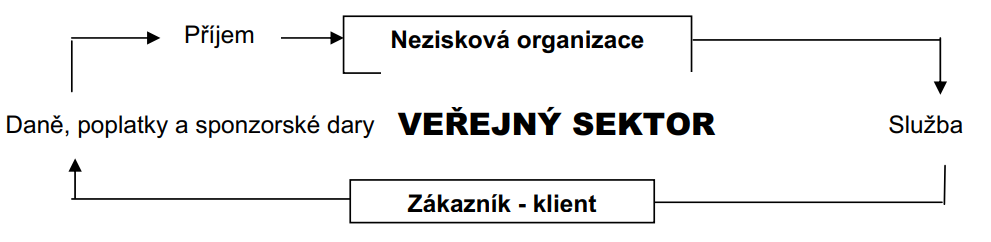 Příjem
Nezisková organizace
Daně, poplatky a sponzorské dary
VEŘEJNÝ SEKTOR
Služba
Zákazník - klient